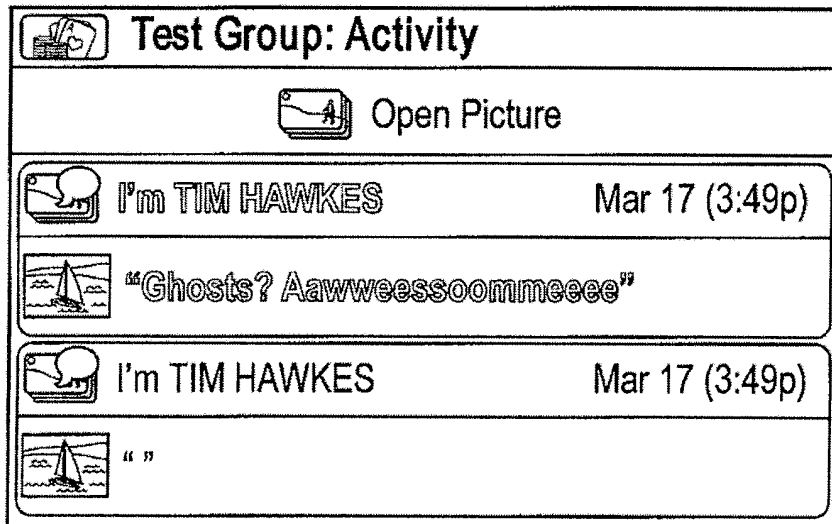 Test Group: Activity
Open Picture
I'm TIM HAWKES Mar 17 (3:49p)
“Ghosts? Aawweessoommeeee”
I'm TIM HAWKES Mar 17 (3:49p)
“ ”